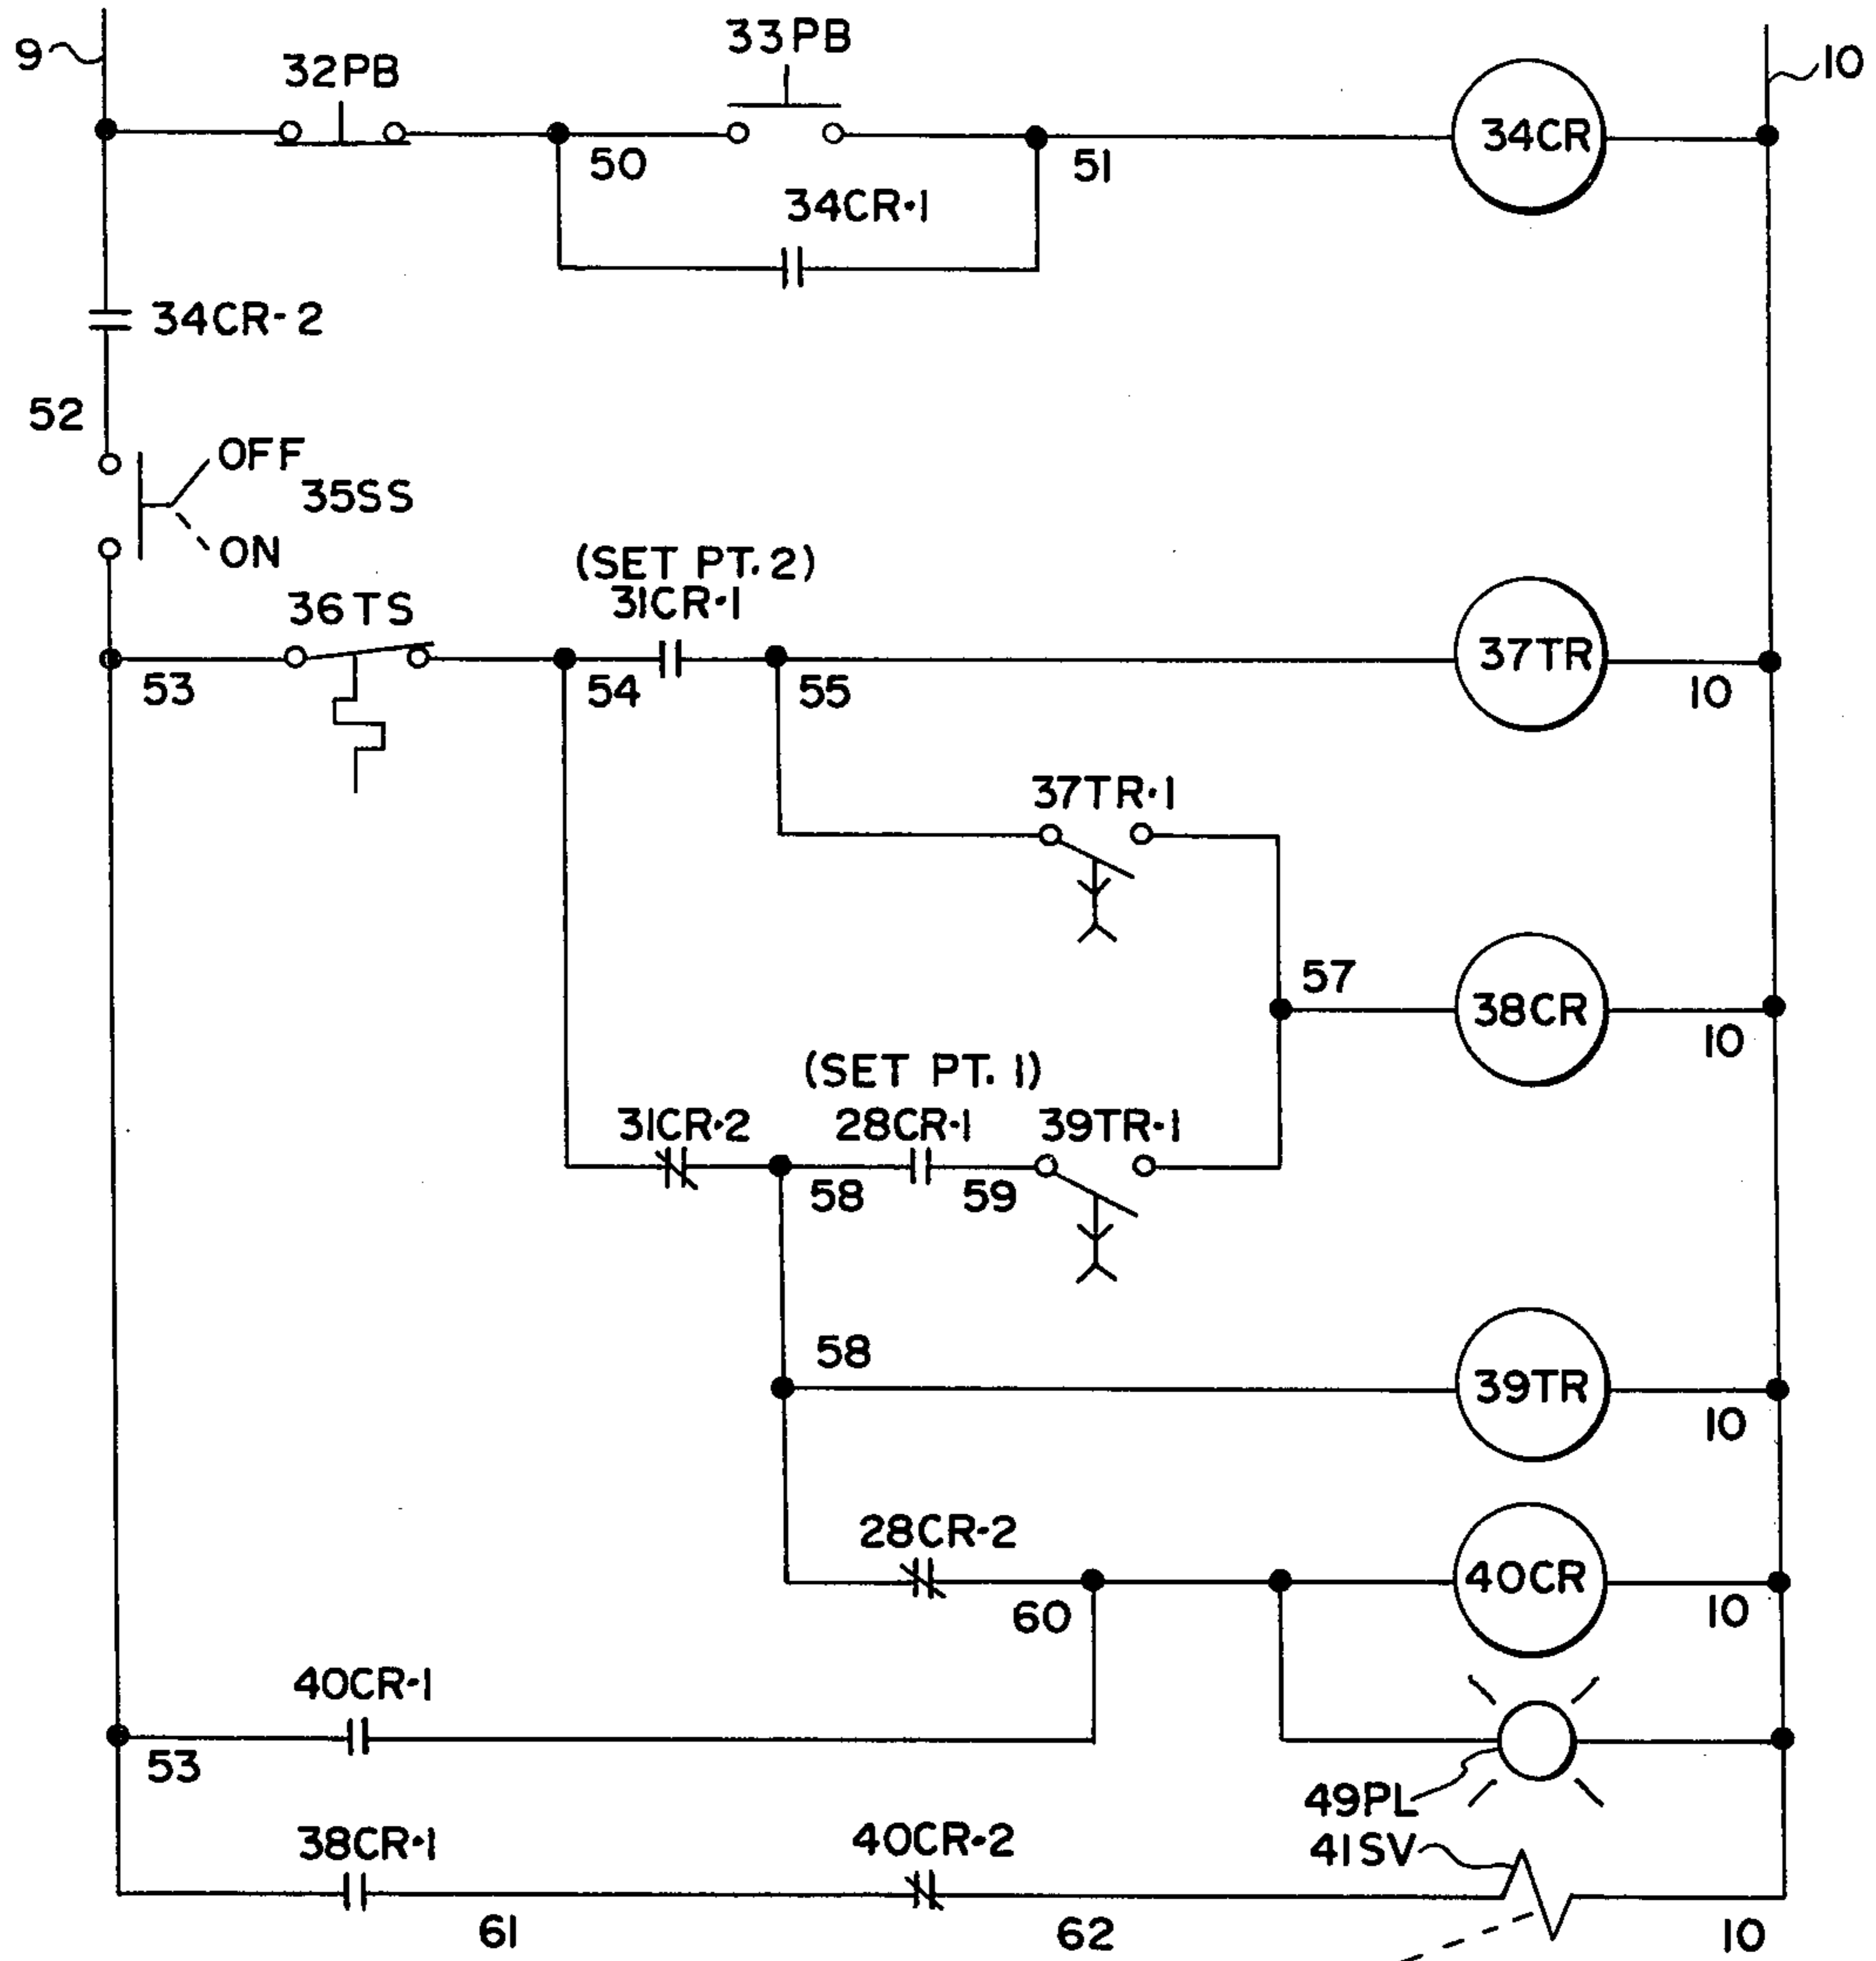 9
32PB
33PB
10
50
51
34CR
34CR-1
34CR-2
52
OFF
35SS
ON
(SET PT. 2)
36TS
31CR-1
37TR
53
54
55
10
37TR-1
57
38CR
10
(SET PT. 1)
31CR-2
28CR-1
39TR-1
58
59
58
39TR
10
28CR-2
40CR
60
10
40CR-1
53
49PL
38CR-1
40CR-2
41SV
61
62
10